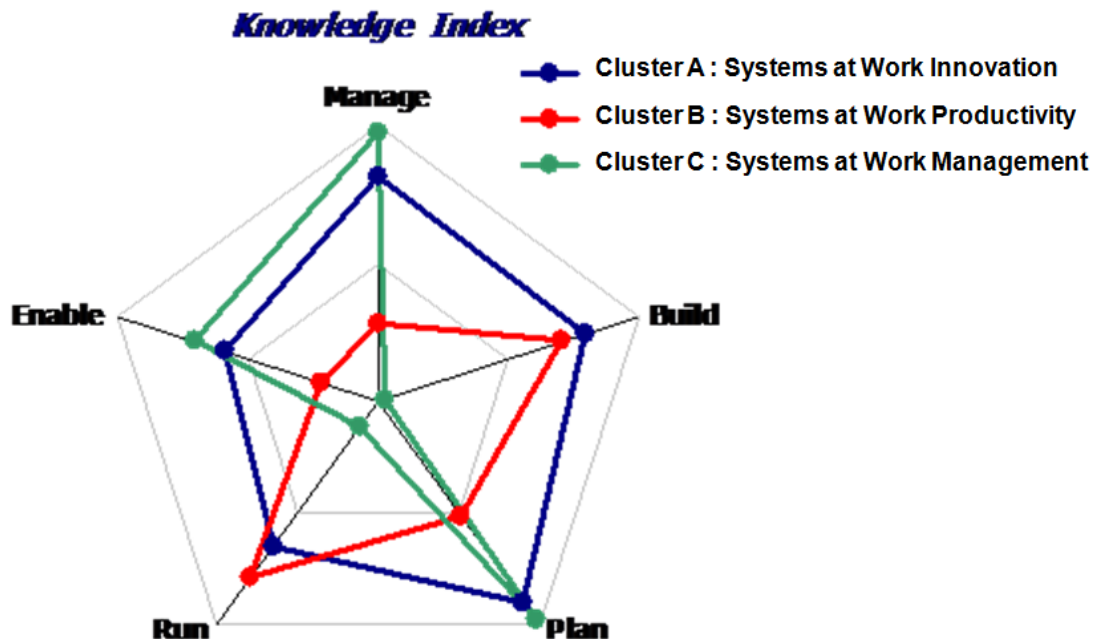 Knowledge Index
Cluster A : Systems at Work Innovation
Manage
Cluster B : Systems at Work Productivity
Cluster C : Systems at Work Management
Enable
Build
Run
Plan